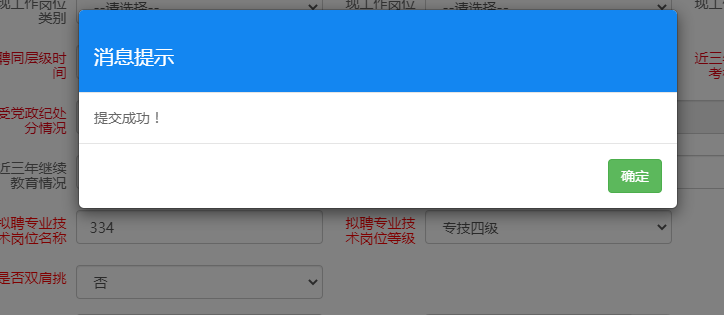 现工作岗位 --请选择-- 现工作岗位 --请选择--
类别
消息提示
聘同层级时
间
近三
考
提交成功！
受党政纪处
分情况
近三年继续
教育情况
确定
拟聘专业技
术岗位名称
334
拟聘专业技
术岗位等级
专技四级
是否双肩挑
否